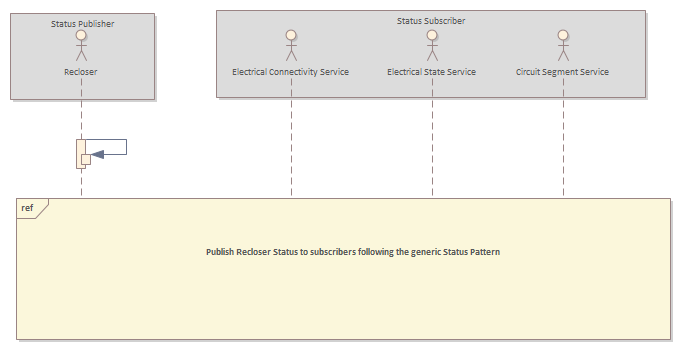 Status Publisher
Recloser
Status Subscriber
Electrical Connectivity Service
Electrical State Service
Circuit Segment Service
ref
Publish Recloser Status to subscribers following the generic Status Pattern